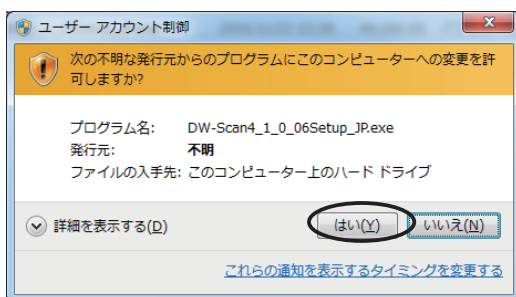 ユーザー アカウント制御
次の不明な発行元からのプログラムにこのコンピューターへの変更を許
可しますか?
プログラム名: DW-Scan4_1_0_06Setup_JP.exe
発行元: 不明
ファイルの入手先: このコンピューター上のハード ドライブ
詳細を表示する(D) はい(Y) いいえ(N)
これらの通知を表示するタイミングを変更する